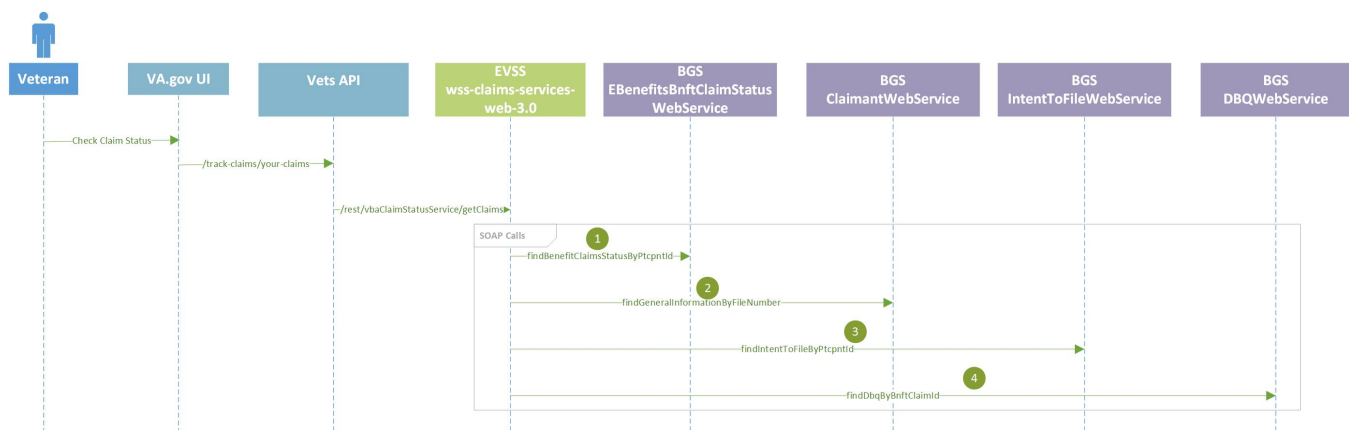 Veteran
VA.gov UI
Vets API
EVSS
wss-claims-services-
web-3.0
BGS
EBenefitsBnftClaimStatus
WebService
BGS
ClaimantWebService
BGS
IntentToFileWebService
BGS
DBQWebService
Check Claim Status
/track-claims/your-claims
/rest/vbaClaimStatusService/getClaims
SOAP Calls
1
findBenefitClaimsStatusByPtcpntId
2
findGeneralInformationByFileNumber
3
findIntentToFileByPtcpntId
4
findDbqByBnftClaimId